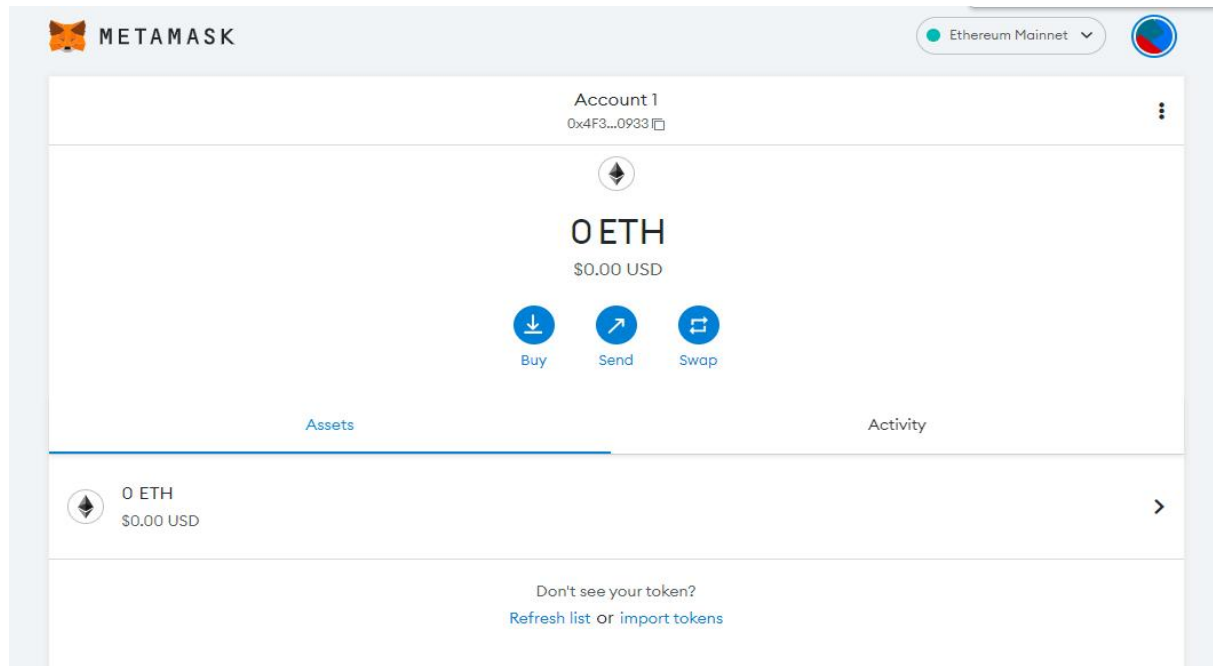 METAMASK
Ethereum Mainnet
Account 1
0x4F3...0933
0 ETH
$0.00 USD
Buy
Send
Swap
Assets
Activity
0 ETH
$0.00 USD
Don't see your token?
Refresh list or import tokens